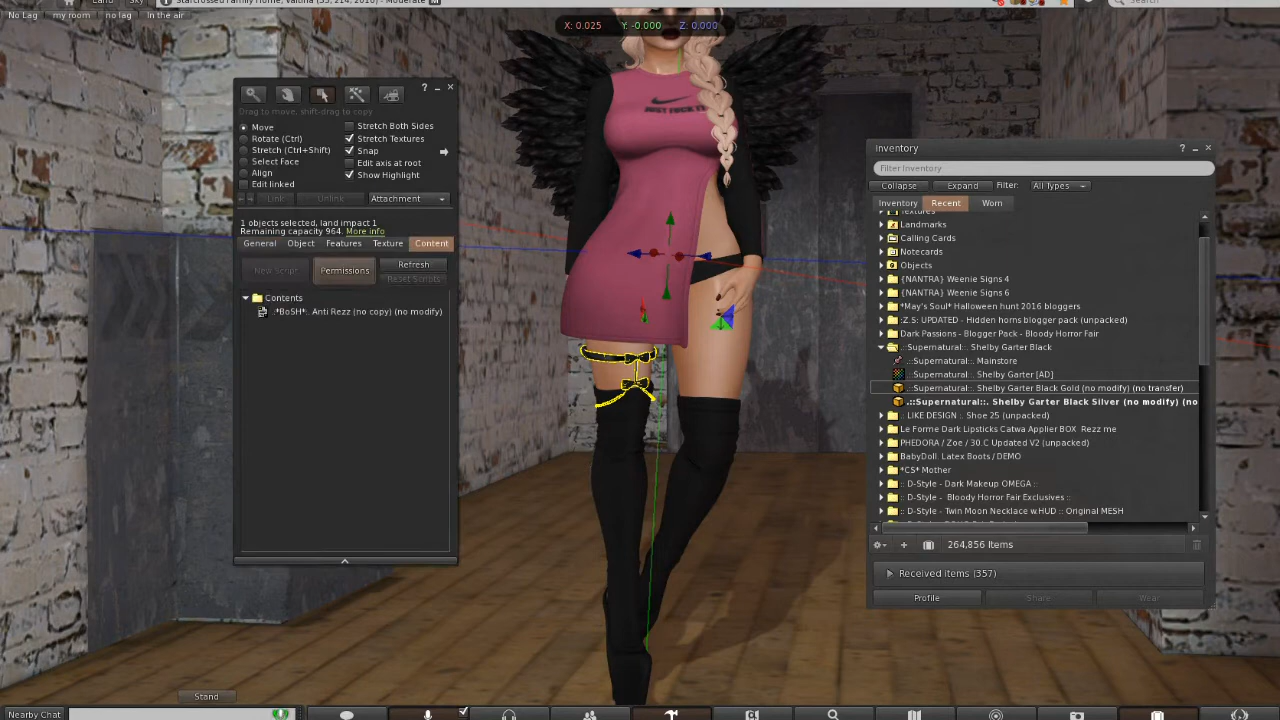 No Lag
my room
no lag
In the air
Land
Sky
Starcrossed Family Home, Valuna (35, 214, 2016) - Moderate
Search
X: 0.025 Y: -0.000 Z: 0.000
Drag to move, shift-drag to copy
Move
Rotate (Ctrl)
Stretch (Ctrl+Shift)
Select Face
Align
Edit linked
Stretch Both Sides
Stretch Textures
Snap
Edit axis at root
Show Highlight
Link
Unlink
Attachment
1 objects selected, land impact 1
Remaining capacity 964. More info
General
Object
Features
Texture
Content
New Script
Permissions
Refresh
Reset Scripts
Contents
.:*BoSH*:. Anti Rezz (no copy) (no modify)
Inventory
Filter Inventory
Collapse
Expand
Filter:
All Types
Inventory
Recent
Worn
Textures
Landmarks
Calling Cards
Notecards
Objects
{NANTRA} Weenie Signs 4
{NANTRA} Weenie Signs 6
*May's Soul* Halloween hunt 2016 bloggers
:Z.S: UPDATED - Hidden horns blogger pack (unpacked)
Dark Passions - Blogger Pack - Bloody Horror Fair
.::Supernatural::. Shelby Garter Black
.::Supernatural::. Mainstore
.::Supernatural::. Shelby Garter [AD]
.::Supernatural::. Shelby Garter Black Gold (no modify) (no transfer)
.::Supernatural::. Shelby Garter Black Silver (no modify) (no
:: LIKE DESIGN :. Shoe 25 (unpacked)
Le Forme Dark Lipsticks Catwa Applier BOX Rezz me
PHEDORA / Zoe / 30.C Updated V2 (unpacked)
BabyDoll. Latex Boots / DEMO
*CS* Mother
:: D-Style - Dark Makeup OMEGA ::
:: D-Style - Bloody Horror Fair Exclusives ::
:: D-Style - Twin Moon Necklace w.HUD :: Original MESH
264,856 Items
Received items (357)
Profile
Share
Wear
Stand
Nearby Chat